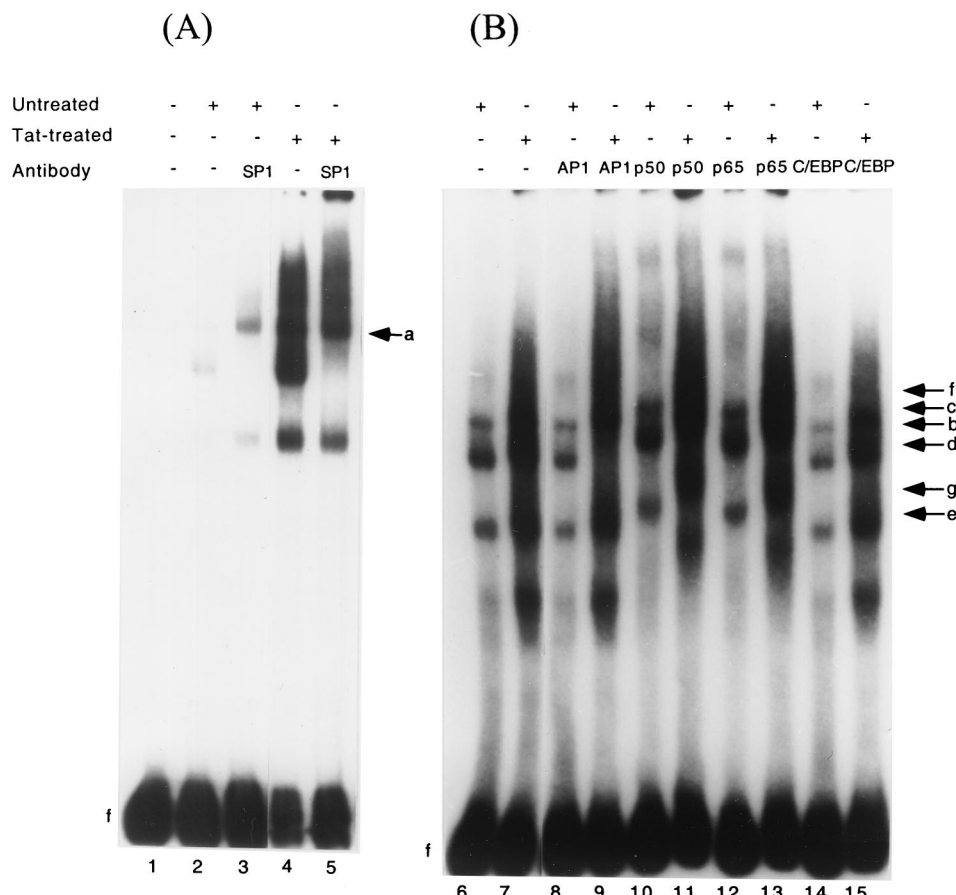 (A) (B)
Untreated - + + - - + - + - + - + - + -
Tat-treated - - - + + - + - + - + - + - +
Antibody - - SP1 - SP1 - - AP1 AP1 p50 p50 p65 p65 C/EBP C/EBP
a
f
c
b
d
g
e
f f
1 2 3 4 5 6 7 8 9 10 11 12 13 14 15